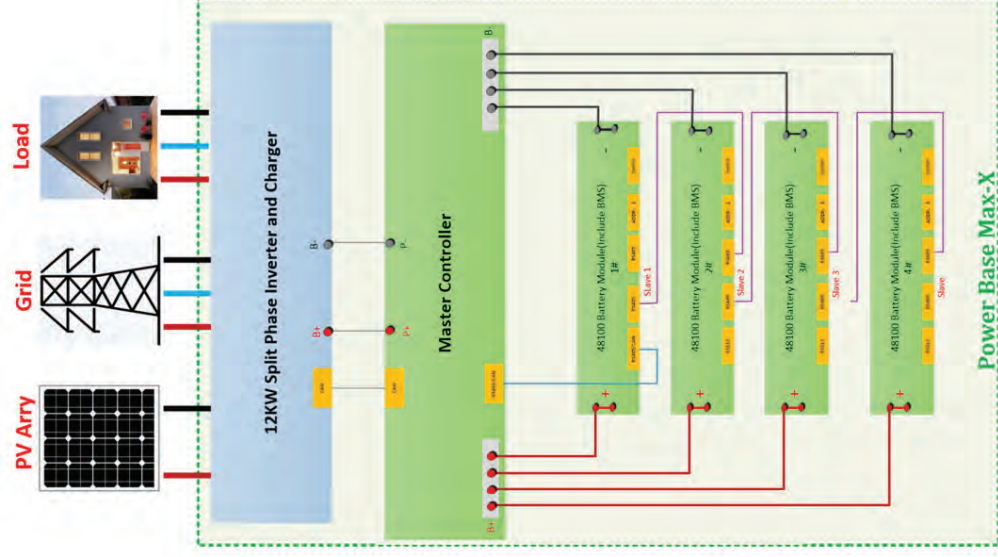 Load
Grid
PV Arry
12KW Split Phase Inverter and Charger
B-
B+
CAN
Master Controller
P-
P+
CAN
B-
B+
48100 Battery Module(Include BMS)
1#
-
+
Slave 1
48100 Battery Module(Include BMS)
2#
-
+
Slave 2
48100 Battery Module(Include BMS)
3#
-
+
Slave 3
48100 Battery Module(Include BMS)
4#
-
+
Slave
Power Base Max-X